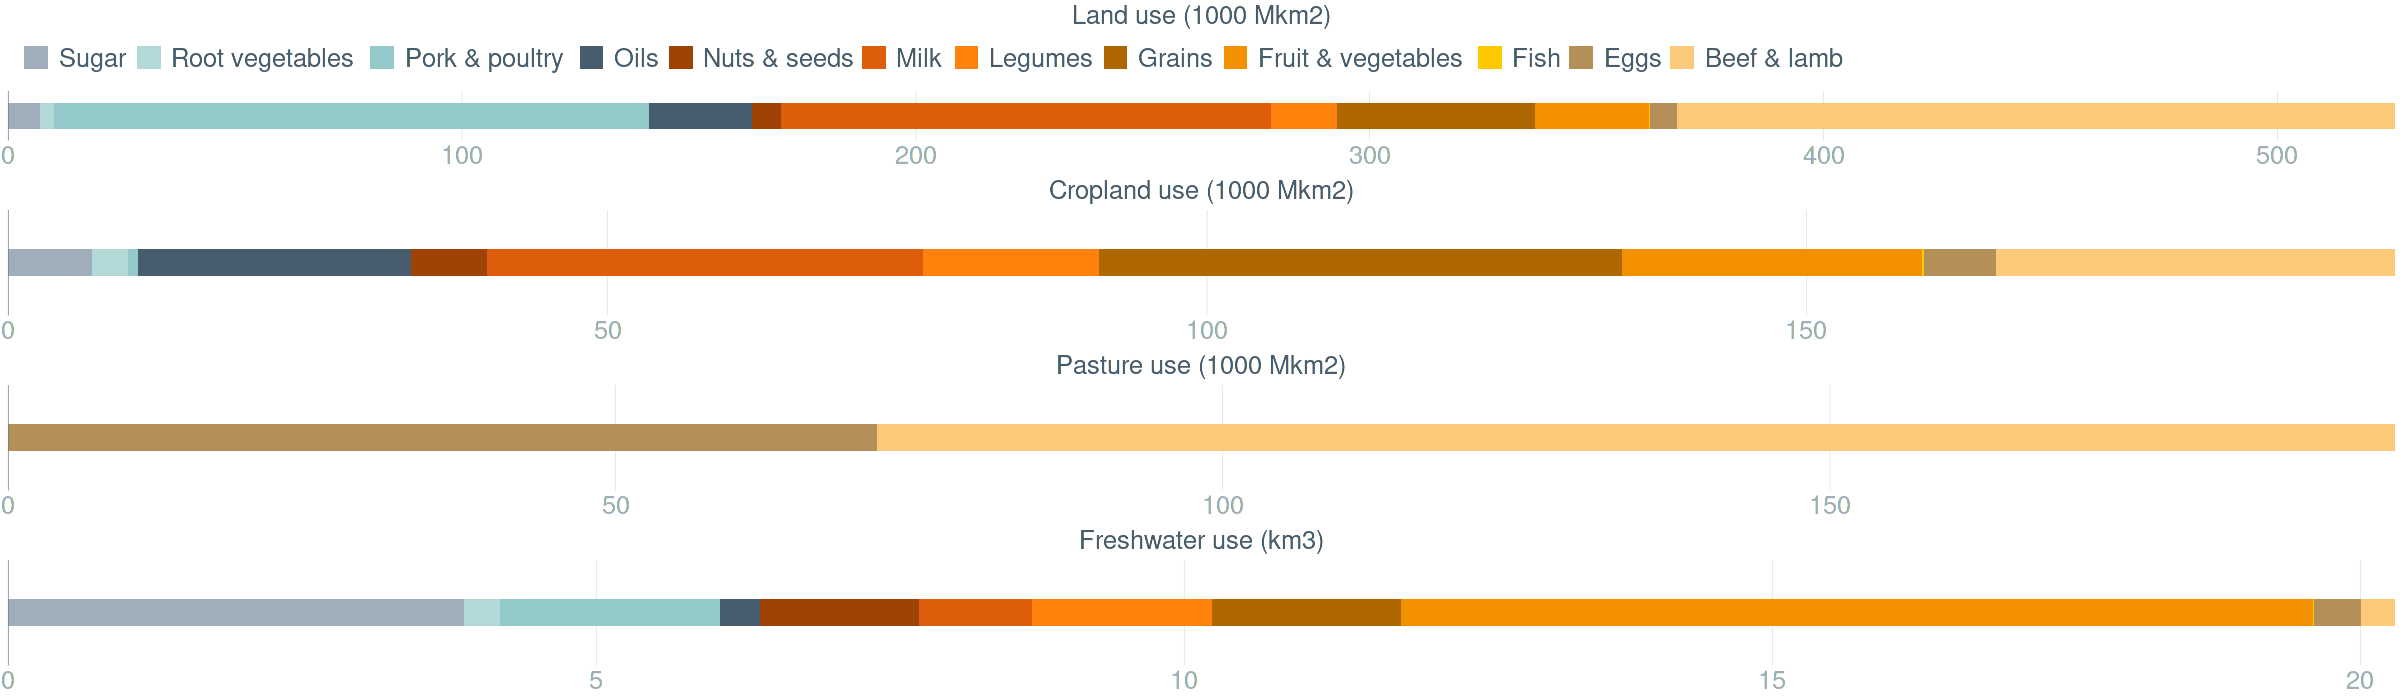 Land use (1000 Mkm2)
Sugar Root vegetables Pork & poultry Oils Nuts & seeds Milk Legumes Grains Fruit & vegetables Fish Eggs Beef & lamb
0 100 200 300 400 500
Cropland use (1000 Mkm2)
0 50 100 150
Pasture use (1000 Mkm2)
0 50 100 150
Freshwater use (km3)
0 5 10 15 20